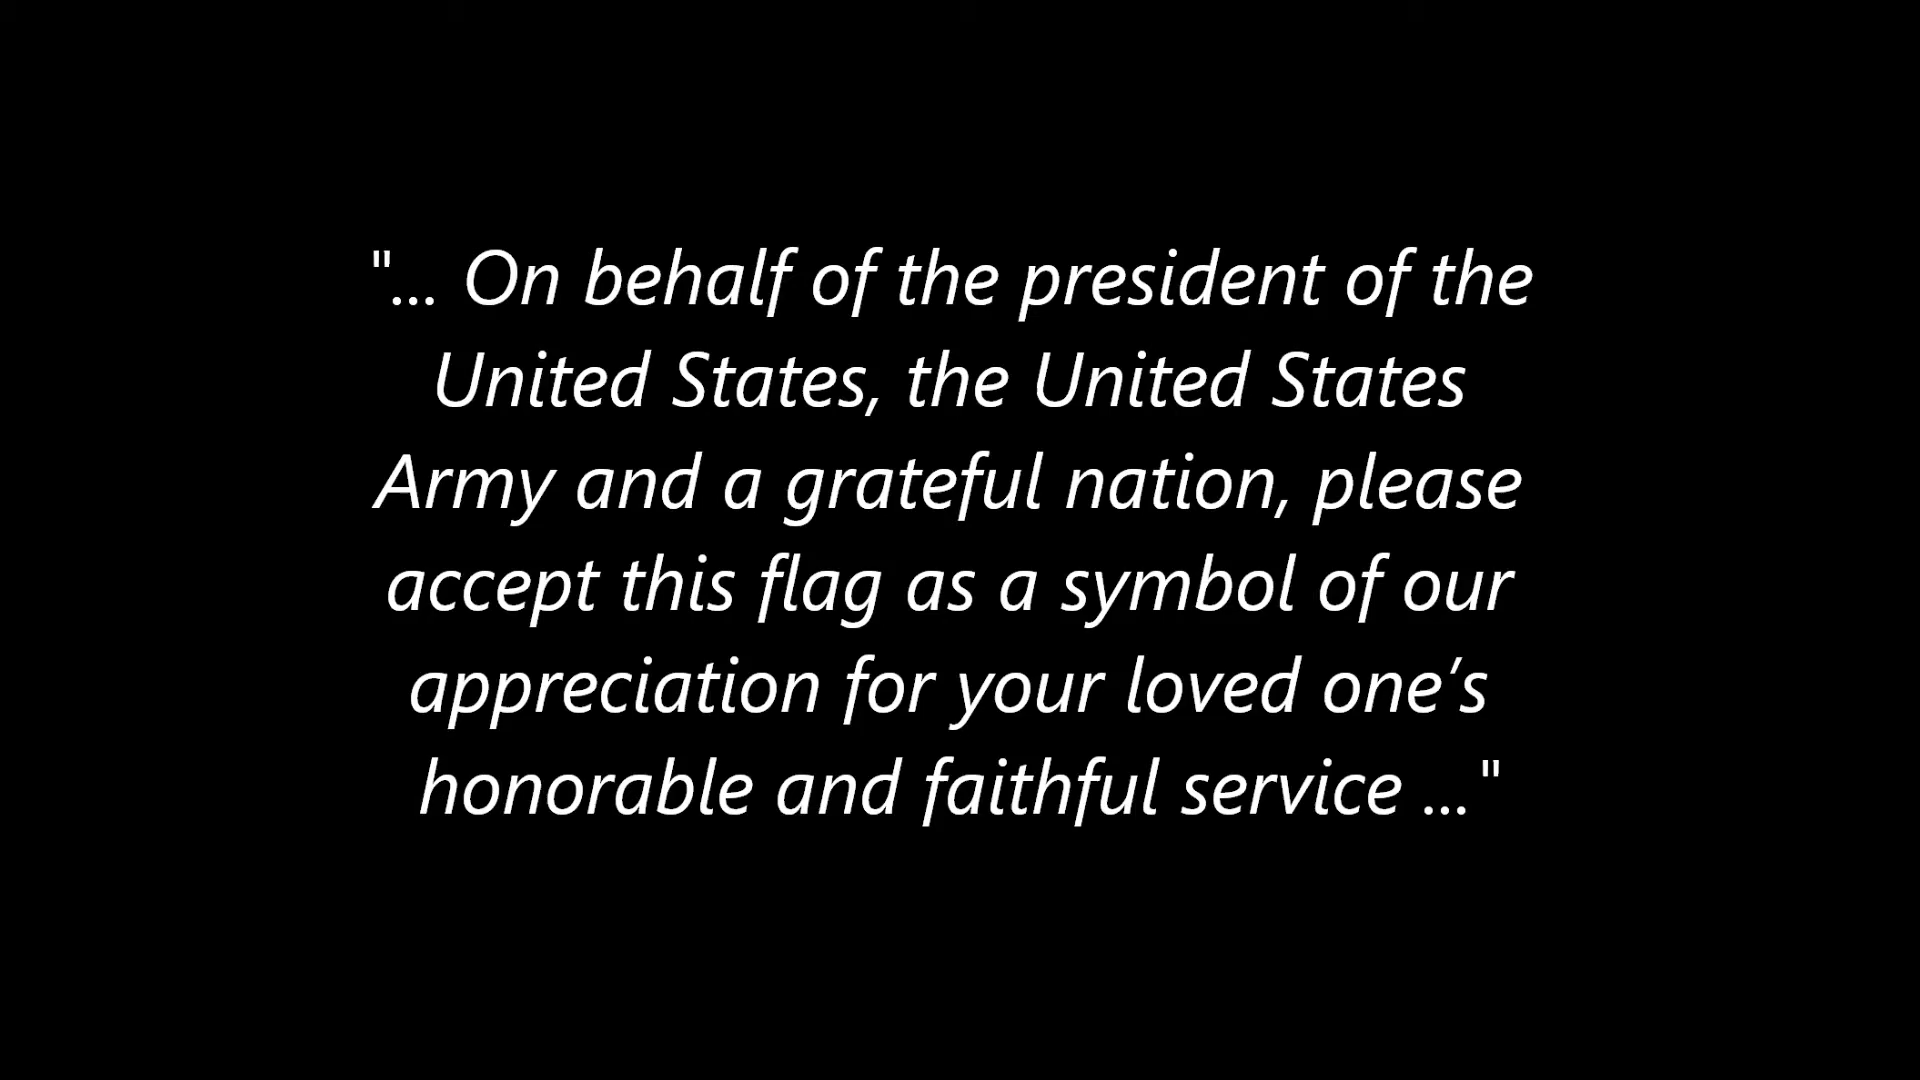 "... On behalf of the president of the
United States, the United States
Army and a grateful nation, please
accept this flag as a symbol of our
appreciation for your loved one’s
honorable and faithful service ..."